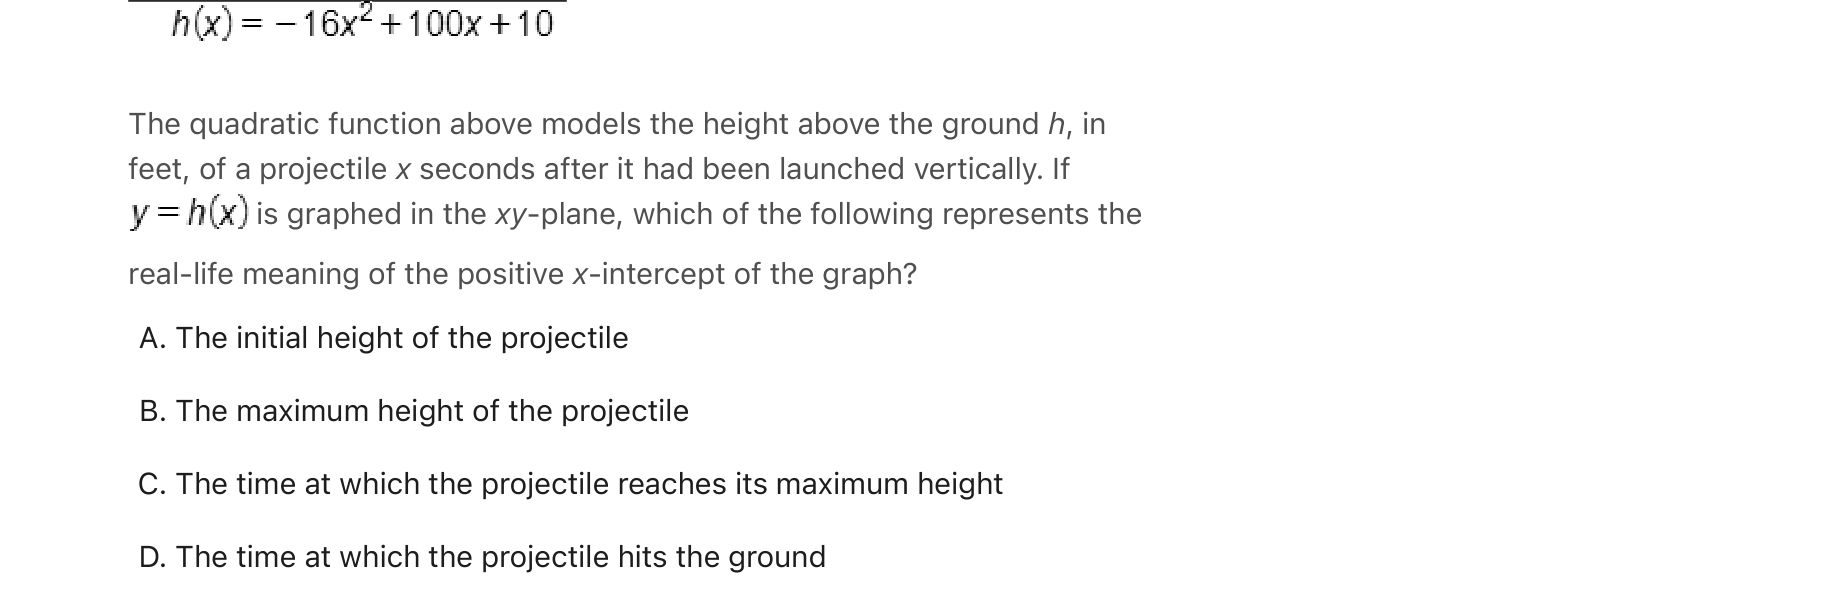 h(x) = − 16x² + 100x + 10
The quadratic function above models the height above the ground h, in
feet, of a projectile x seconds after it had been launched vertically. If
y = h(x) is graphed in the xy-plane, which of the following represents the
real-life meaning of the positive x-intercept of the graph?
A. The initial height of the projectile
B. The maximum height of the projectile
C. The time at which the projectile reaches its maximum height
D. The time at which the projectile hits the ground